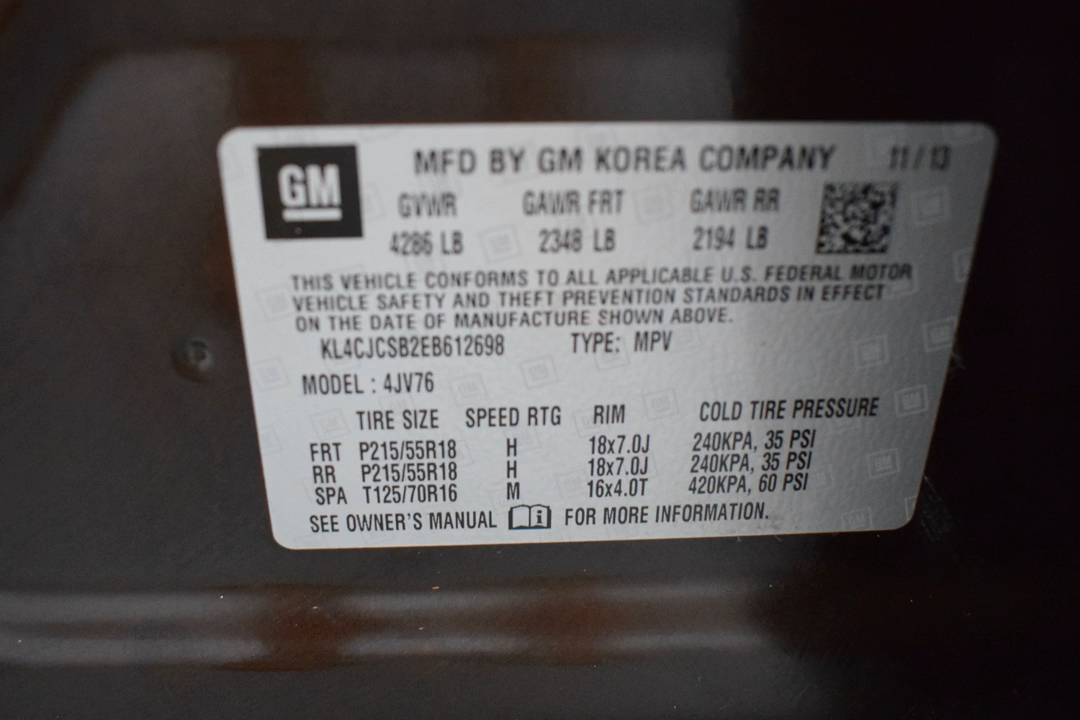 GM
MFD BY GM KOREA COMPANY 11/13
GVWR GAWR FRT GAWR RR
4286 LB 2348 LB 2194 LB
THIS VEHICLE CONFORMS TO ALL APPLICABLE U.S. FEDERAL MOTOR
VEHICLE SAFETY AND THEFT PREVENTION STANDARDS IN EFFECT
ON THE DATE OF MANUFACTURE SHOWN ABOVE.
KL4CJCSB2EB612698 TYPE: MPV
MODEL : 4JV76
TIRE SIZE SPEED RTG RIM COLD TIRE PRESSURE
FRT P215/55R18 H 18x7.0J 240KPA, 35 PSI
RR P215/55R18 H 18x7.0J 240KPA, 35 PSI
SPA T125/70R16 M 16x4.0T 420KPA, 60 PSI
SEE OWNER'S MANUAL i FOR MORE INFORMATION.